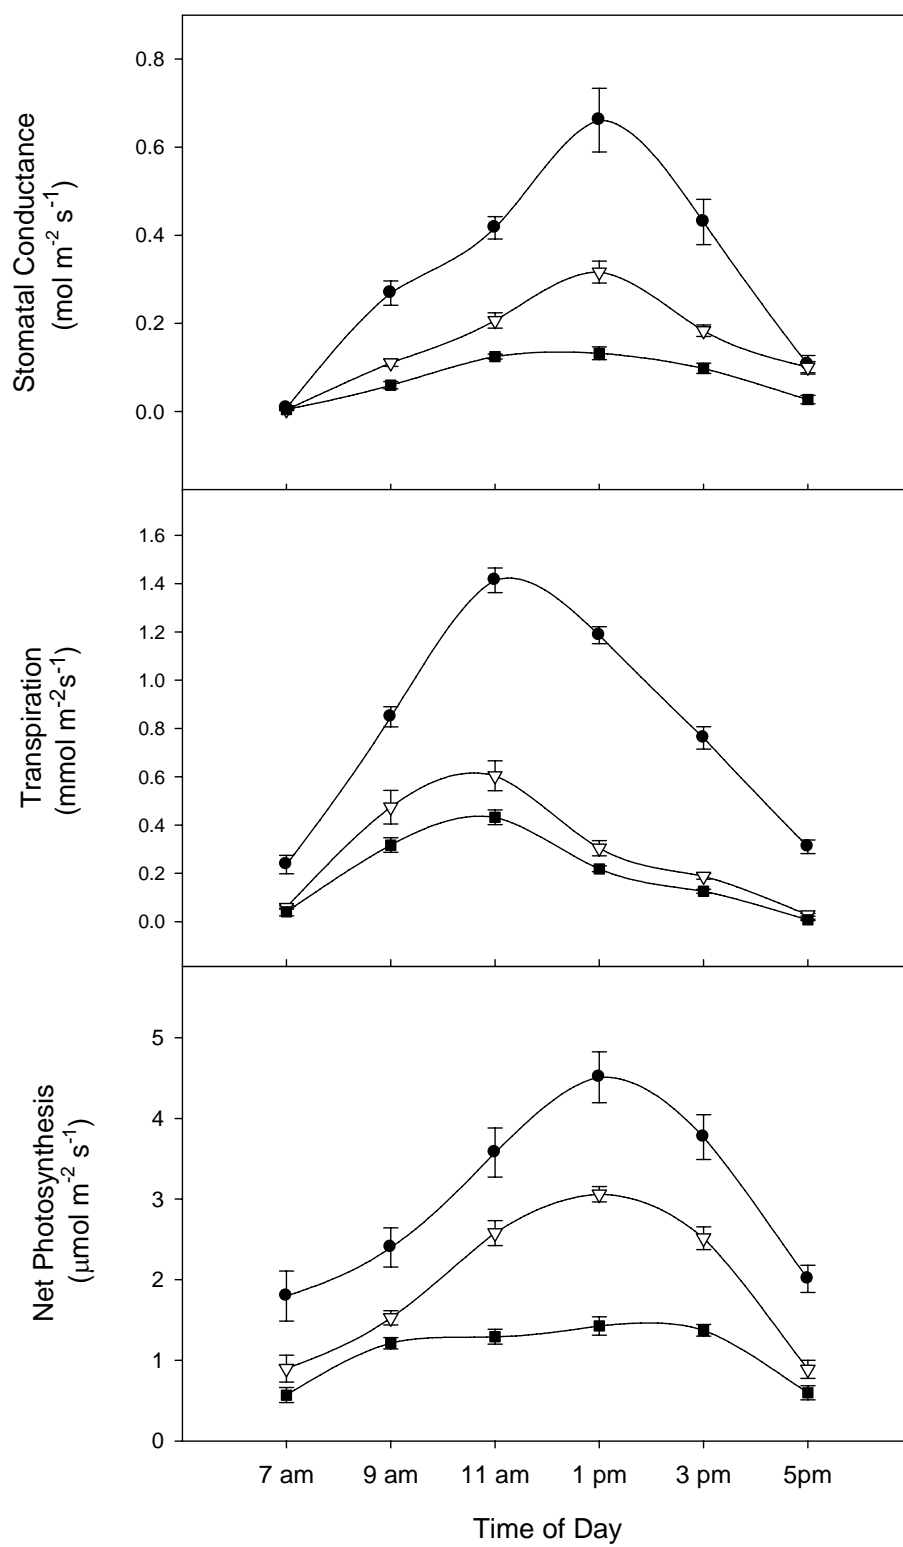 Stomatal Conductance
(mol m-2 s-1)
0.8
0.6
0.4
0.2
0.0
Transpiration
(mmol m-2s-1)
1.6
1.4
1.2
1.0
0.8
0.6
0.4
0.2
0.0
Net Photosynthesis
(μmol m-2 s-1)
5
4
3
2
1
0
7 am 9 am 11 am 1 pm 3 pm 5pm
Time of Day